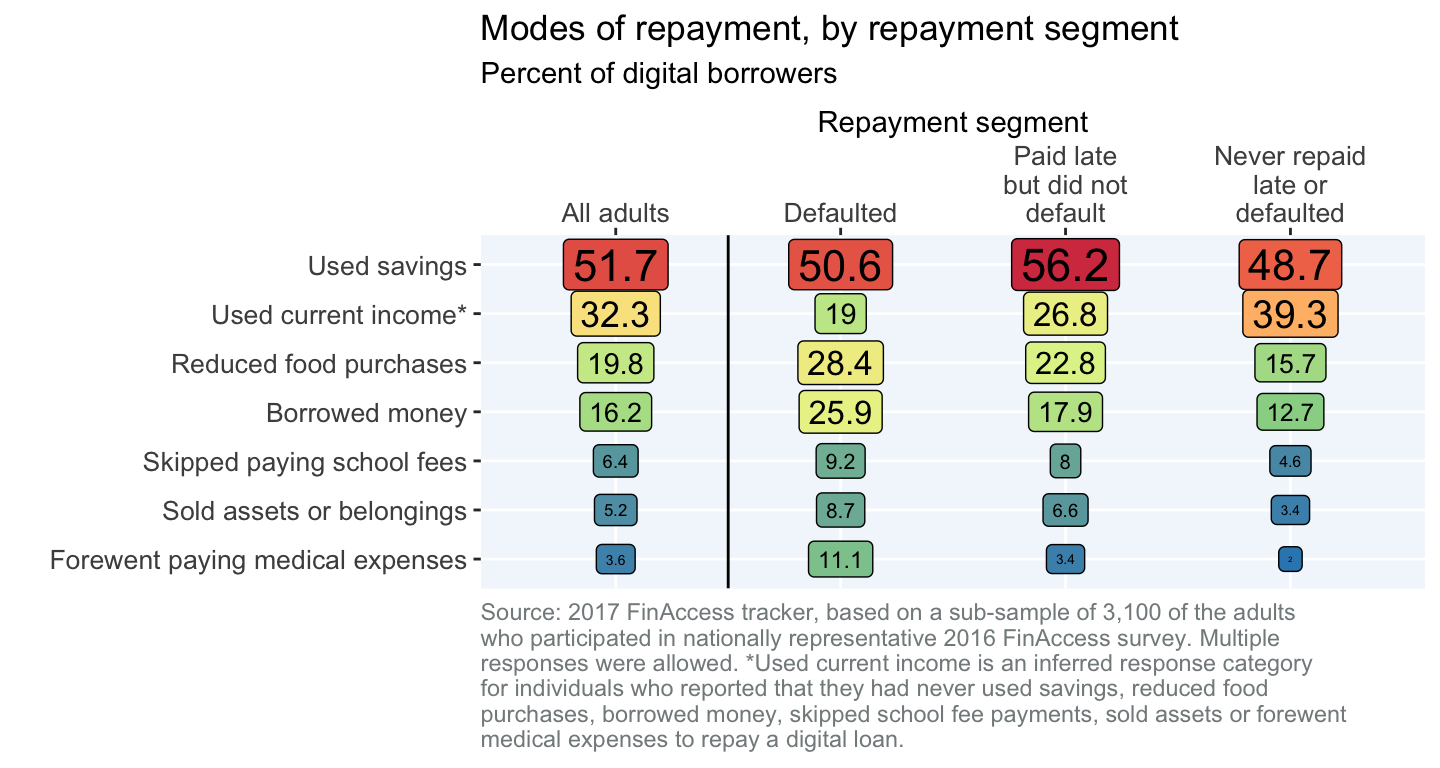 Modes of repayment, by repayment segment
Percent of digital borrowers
Repayment segment
All adults
Defaulted
Paid late
but did not
default
Never repaid
late or
defaulted
Used savings 51.7 50.6 56.2 48.7
Used current income* 32.3 19 26.8 39.3
Reduced food purchases 19.8 28.4 22.8 15.7
Borrowed money 16.2 25.9 17.9 12.7
Skipped paying school fees 6.4 9.2 8 4.6
Sold assets or belongings 5.2 8.7 6.6 3.4
Forewent paying medical expenses 3.6 11.1 3.4 2
Source: 2017 FinAccess tracker, based on a sub-sample of 3,100 of the adults
who participated in nationally representative 2016 FinAccess survey. Multiple
responses were allowed. *Used current income is an inferred response category
for individuals who reported that they had never used savings, reduced food
purchases, borrowed money, skipped school fee payments, sold assets or forewent
medical expenses to repay a digital loan.